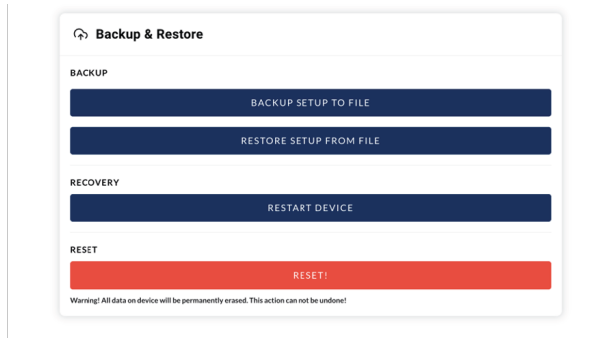 Backup & Restore
BACKUP
BACKUP SETUP TO FILE
RESTORE SETUP FROM FILE
RECOVERY
RESTART DEVICE
RESET
RESET!
Warning! All data on device will be permanently erased. This action can not be undone!